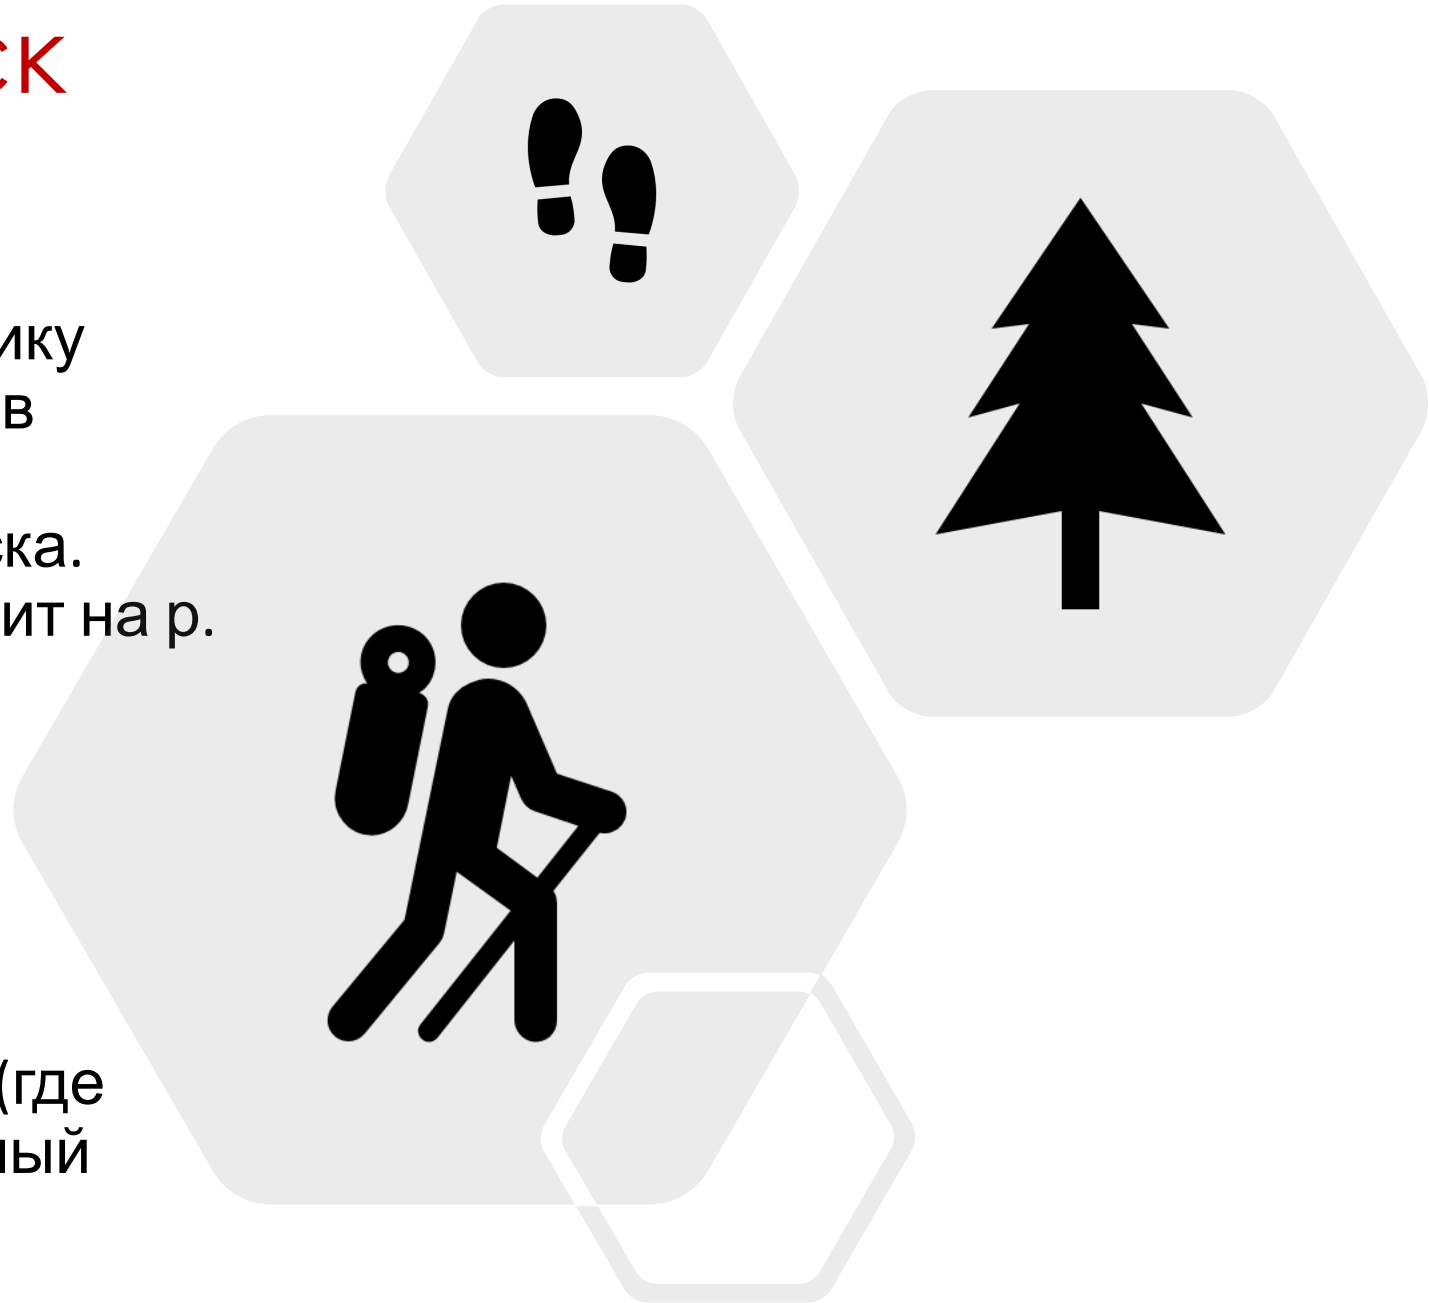 ск
ику
в
ска.
ит на р.
(где
ный